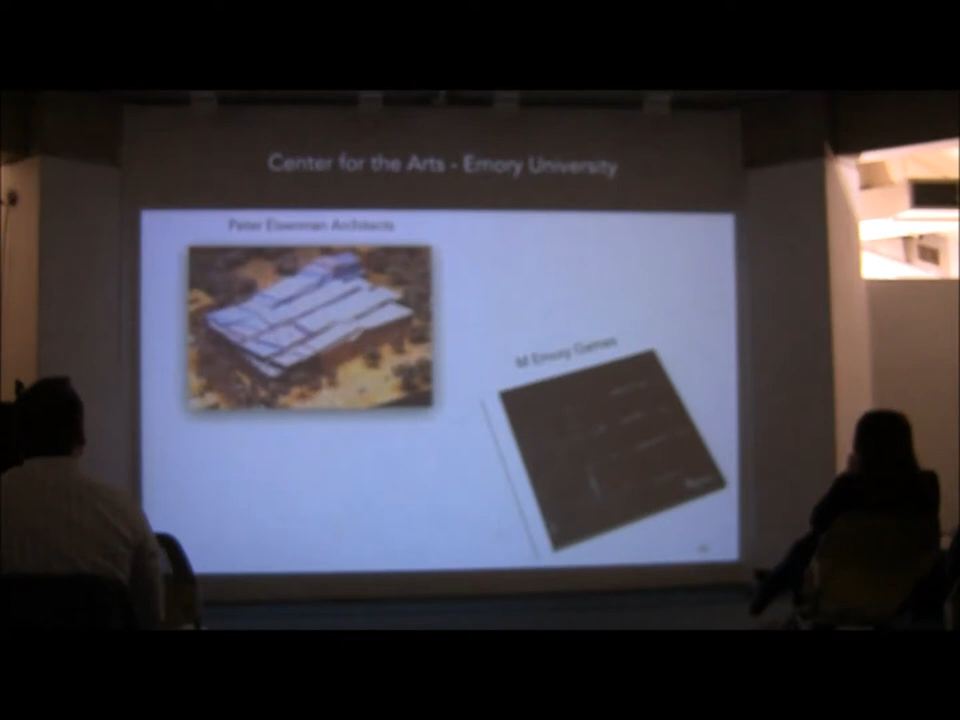 Center for the Arts - Emory University
Peter Eisenman Architects
M Emory Games